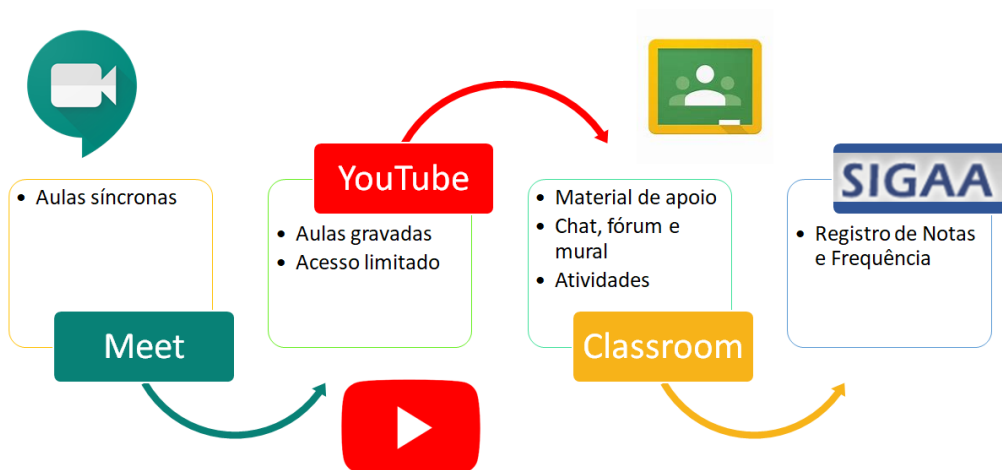 • Aulas síncronas
Meet
YouTube
• Aulas gravadas
• Acesso limitado
• Material de apoio
• Chat, fórum e
mural
• Atividades
Classroom
SIGAA
• Registro de Notas
e Frequência